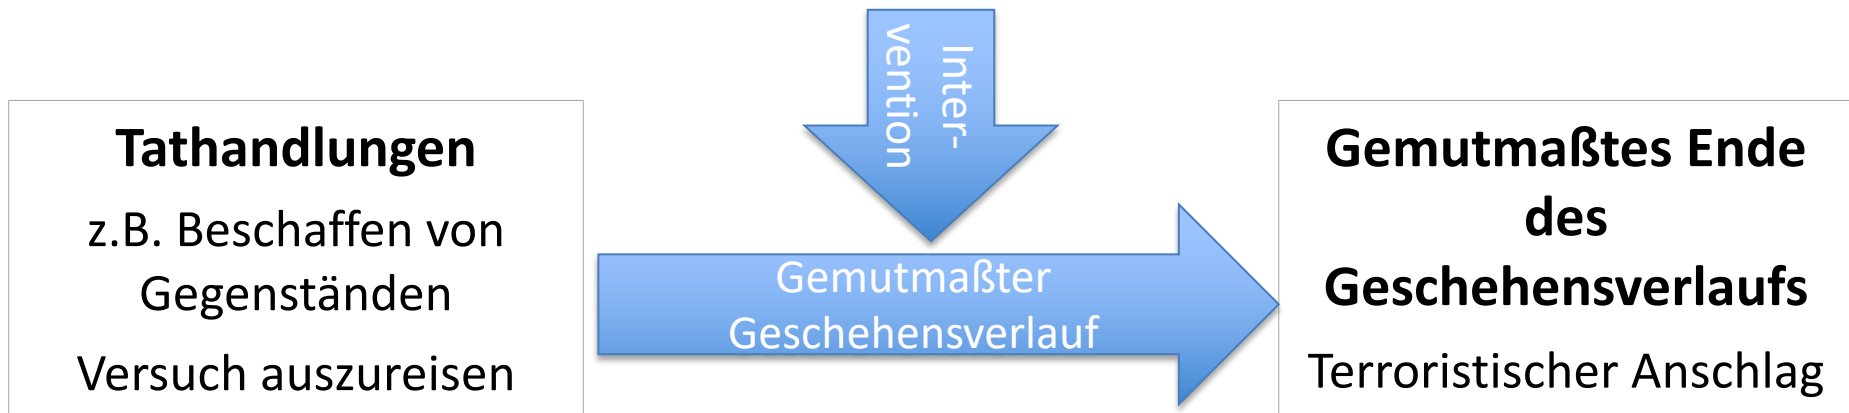 Inter-
vention
Tathandlungen
z.B. Beschaffen von
Gegenständen
Versuch auszureisen
Gemutmaßter
Geschehensverlauf
Gemutmaßtes Ende
des
Geschehensverlaufs
Terroristischer Anschlag